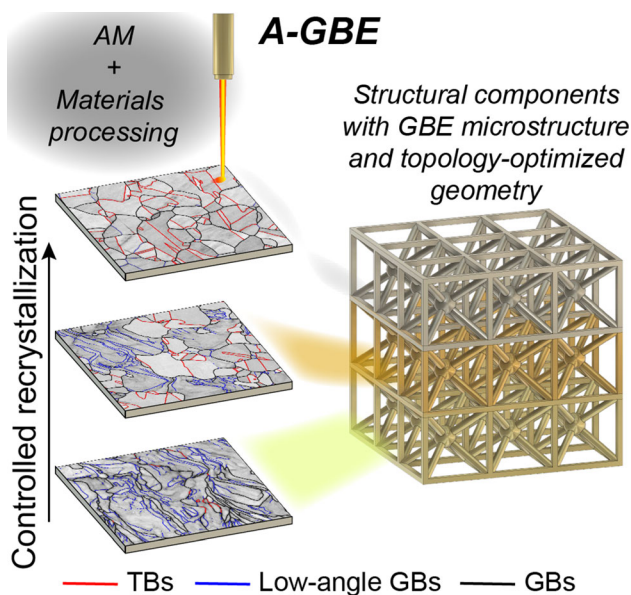 AM
+
Materials
processing
A-GBE
Structural components
with GBE microstructure
and topology-optimized
geometry
Controlled recrystallization
TBs
Low-angle GBs
GBs